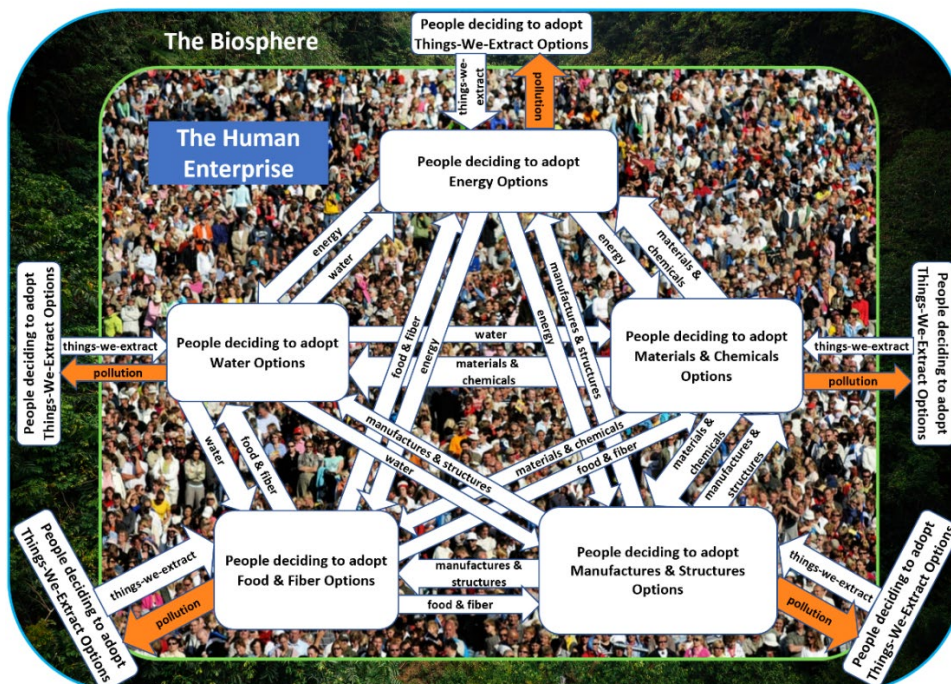 The Biosphere
People deciding to adopt
Things-We-Extract Options
things-we-
extract
pollution
The Human
Enterprise
People deciding to adopt
Energy Options
energy
water
food & fiber
energy
energy
manufactures & structures
energy
materials &
chemicals
People deciding to adopt
Things-We-Extract Options
things-we-extract
pollution
People deciding to adopt
Water Options
water
materials &
chemicals
People deciding to adopt
Materials & Chemicals
Options
things-we-extract
pollution
People deciding to adopt
Things-We-Extract Options
water
food & fiber
manufactures & structures
water
materials & chemicals
food & fiber
materials &
chemicals
manufactures &
structures
People deciding to adopt
Things-We-Extract Options
things-we-extract
pollution
People deciding to adopt
Food & Fiber Options
manufactures &
structures
food & fiber
People deciding to adopt
Manufactures & Structures
Options
things-we-extract
pollution
People deciding to adopt
Things-We-Extract Options